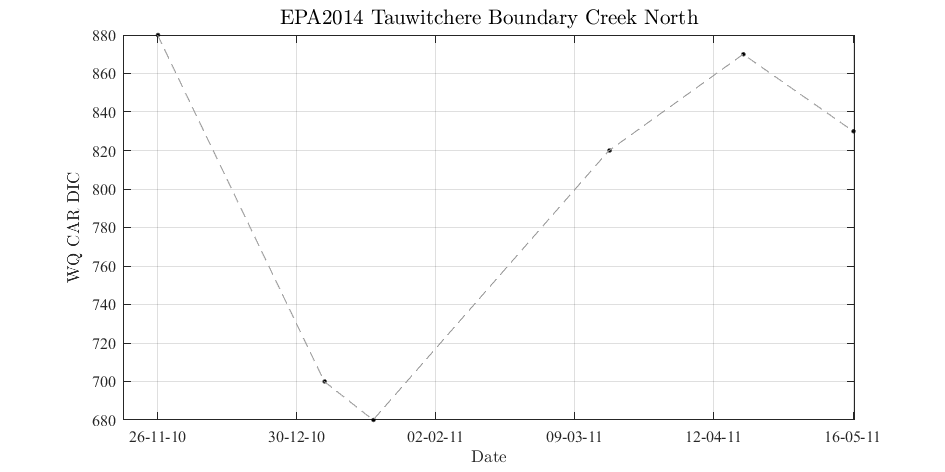 EPA2014 Tauwitchere Boundary Creek North
880
860
840
820
800
780
760
740
720
700
680
WQ CAR DIC
26-11-10 30-12-10 02-02-11 09-03-11 12-04-11 16-05-11
Date